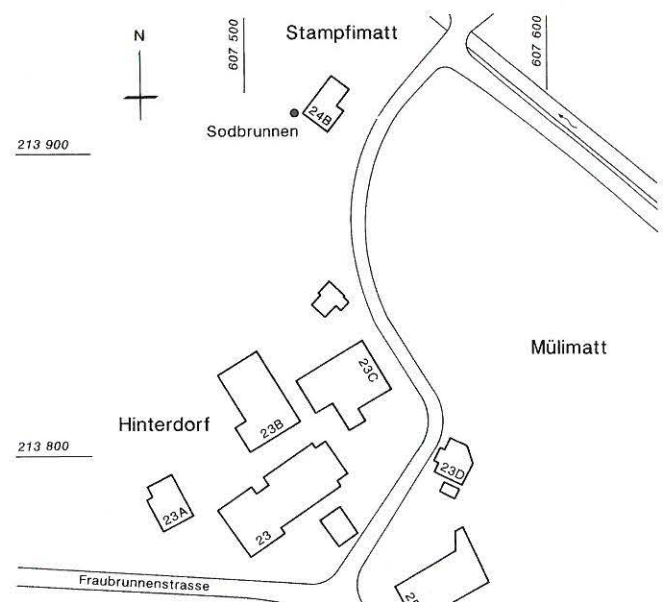 N
607 500
Stampfimatt
607 600
24B
Sodbrunnen
213 900
Mülimatt
23C
23B
Hinterdorf
213 800
23D
23A
23
Fraubrunnenstrasse